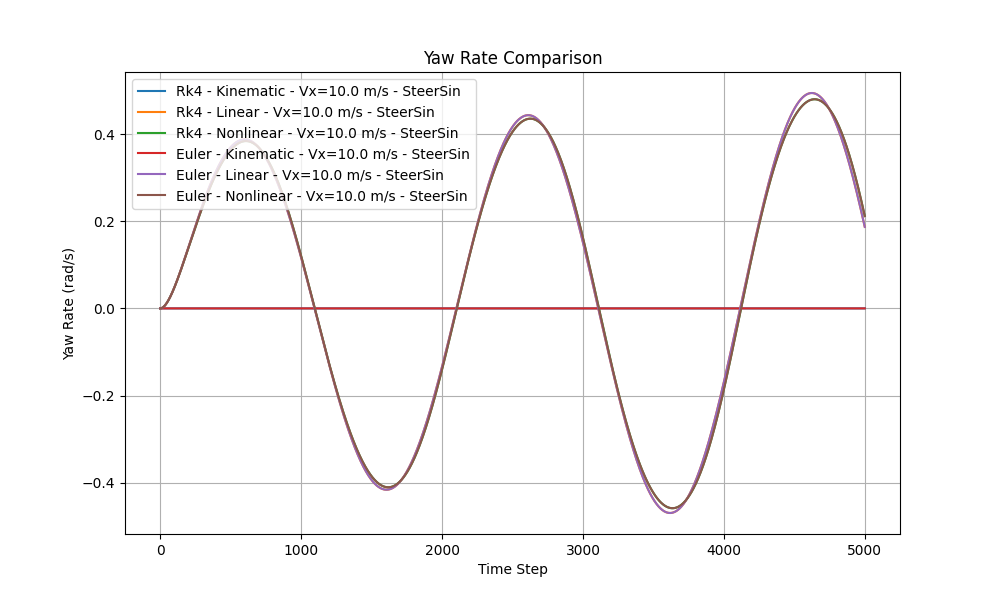 Yaw Rate Comparison
Rk4 - Kinematic - Vx=10.0 m/s - SteerSin
Rk4 - Linear - Vx=10.0 m/s - SteerSin
Rk4 - Nonlinear - Vx=10.0 m/s - SteerSin
Euler - Kinematic - Vx=10.0 m/s - SteerSin
Euler - Linear - Vx=10.0 m/s - SteerSin
Euler - Nonlinear - Vx=10.0 m/s - SteerSin
Yaw Rate (rad/s)
0.4
0.2
0.0
−0.2
−0.4
0 1000 2000 3000 4000 5000
Time Step